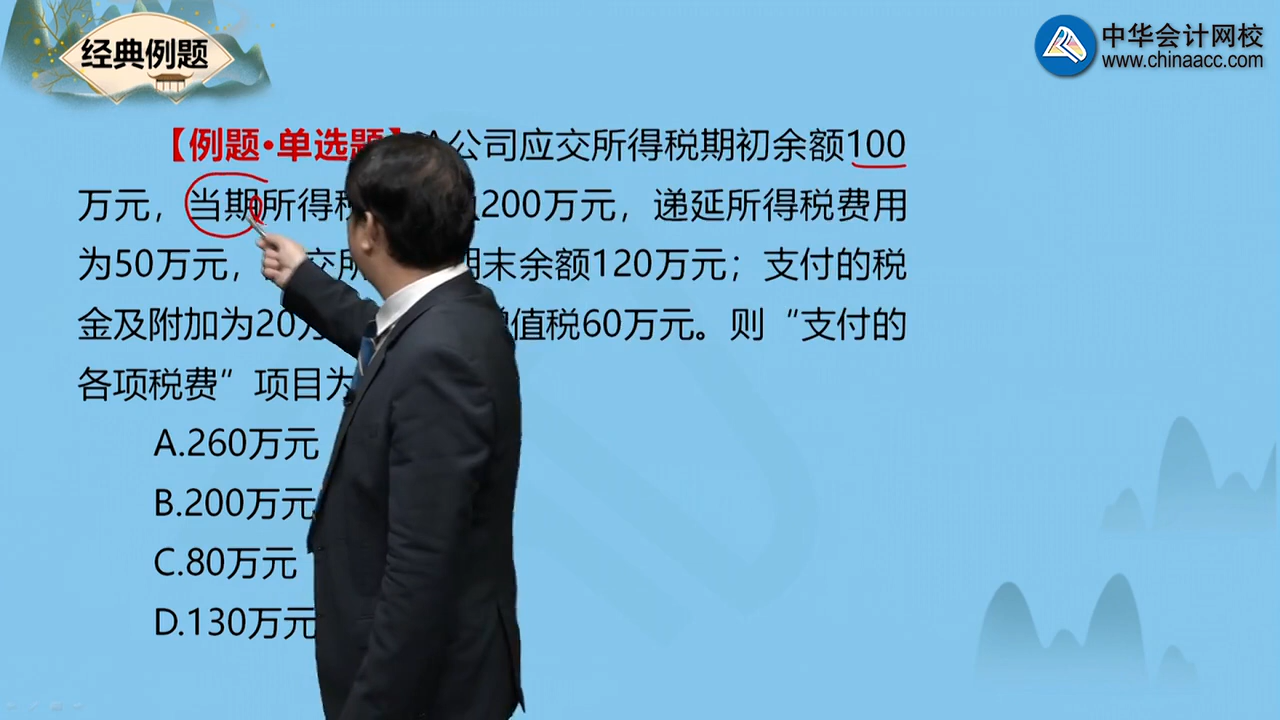 经典例题
中华会计网校
www.chinaacc.com
【例题•单选题】 公司应交所得税期初余额100
万元，当期所得税 200万元，递延所得税费用
为50万元， 交所 期末余额120万元；支付的税
金及附加为20万 增值税60万元。则“支付的
各项税费”项目为
A.260万元
B.200万元
C.80万元
D.130万元